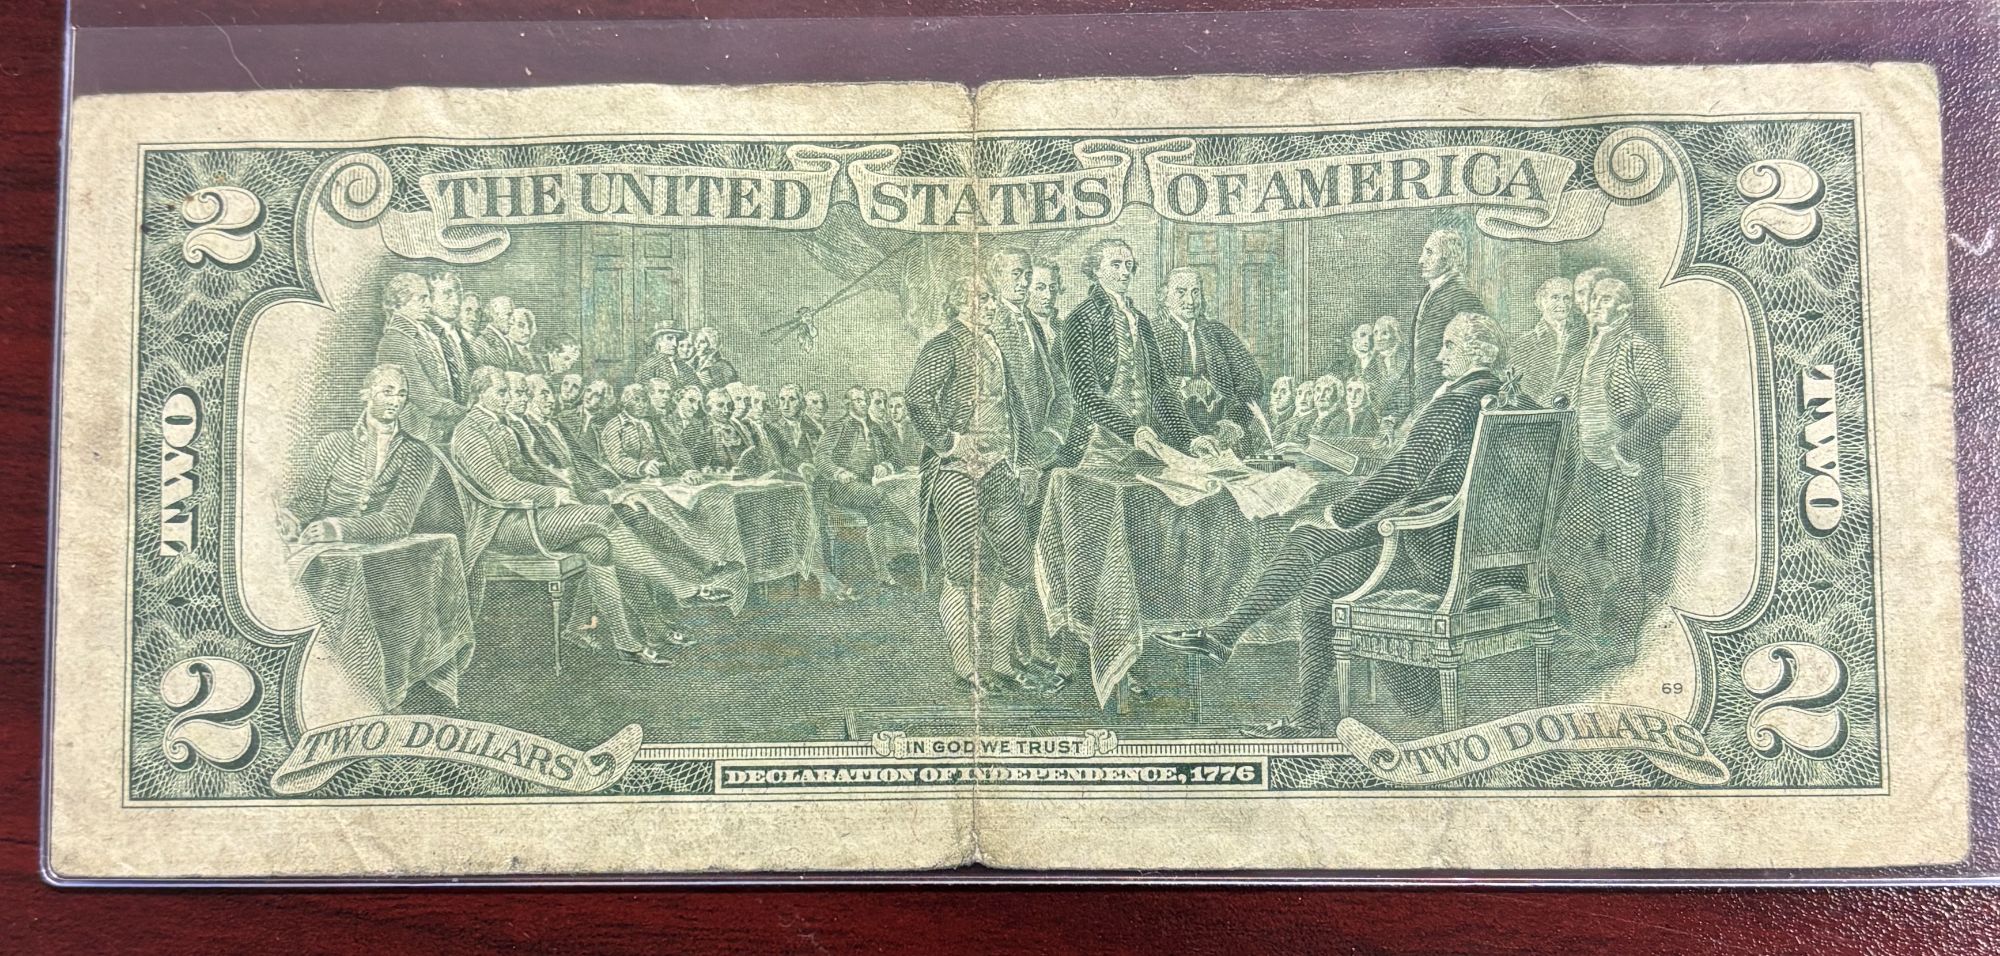 THE UNITED STATES OF AMERICA
2
2
TWO
TWO
69
2
2
TWO DOLLARS
IN GOD WE TRUST
TWO DOLLARS
DECLARATION OF INDEPENDENCE, 1776